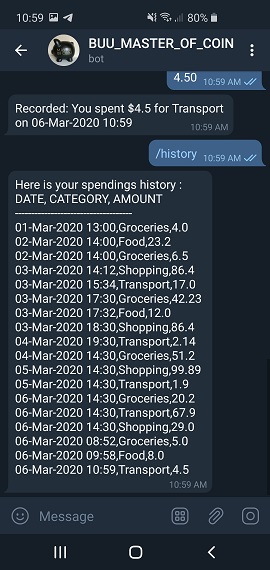 10:59
80%
BUU_MASTER_OF_COIN
bot
4.50 10:59 AM
Recorded: You spent $4.5 for Transport
on 06-Mar-2020 10:59
10:59 AM
/history 10:59 AM
Here is your spendings history :
DATE, CATEGORY, AMOUNT
------------------------------------
01-Mar-2020 13:00,Groceries,4.0
02-Mar-2020 14:00,Food,23.2
02-Mar-2020 14:00,Groceries,6.5
03-Mar-2020 14:12,Shopping,86.4
03-Mar-2020 15:34,Transport,17.0
03-Mar-2020 17:30,Groceries,42.23
03-Mar-2020 17:32,Food,12.0
03-Mar-2020 18:30,Shopping,86.4
04-Mar-2020 19:30,Transport,2.14
04-Mar-2020 14:30,Groceries,51.2
05-Mar-2020 14:30,Shopping,99.89
05-Mar-2020 14:30,Transport,1.9
06-Mar-2020 14:30,Groceries,20.2
06-Mar-2020 14:30,Transport,67.9
06-Mar-2020 14:30,Shopping,29.0
06-Mar-2020 08:52,Groceries,5.0
06-Mar-2020 09:58,Food,8.0
06-Mar-2020 10:59,Transport,4.5
10:59 AM
Message